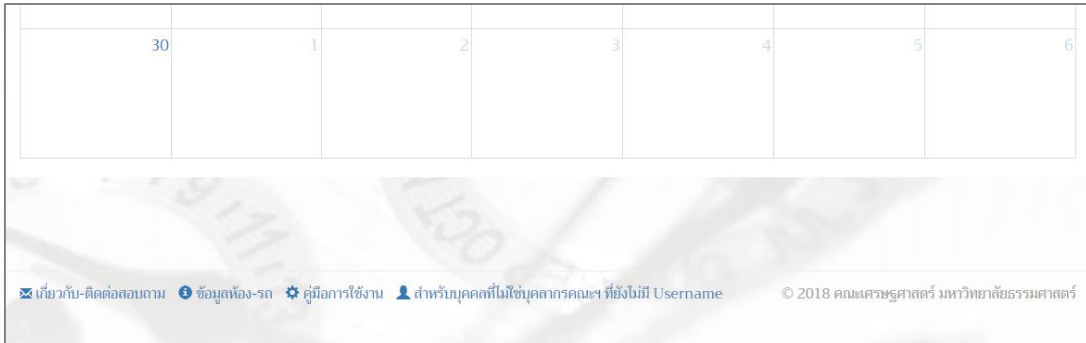 30 1 2 3 4 5 6
เกี่ยวกับ-ติดต่อสอบถาม ข้อมูลห้อง-รถ คู่มือการใช้งาน สำหรับบุคคลที่ไม่ใช่บุคลากรคณะฯ ที่ยังไม่มี Username © 2018 คณะเศรษฐศาสตร์ มหาวิทยาลัยธรรมศาสตร์